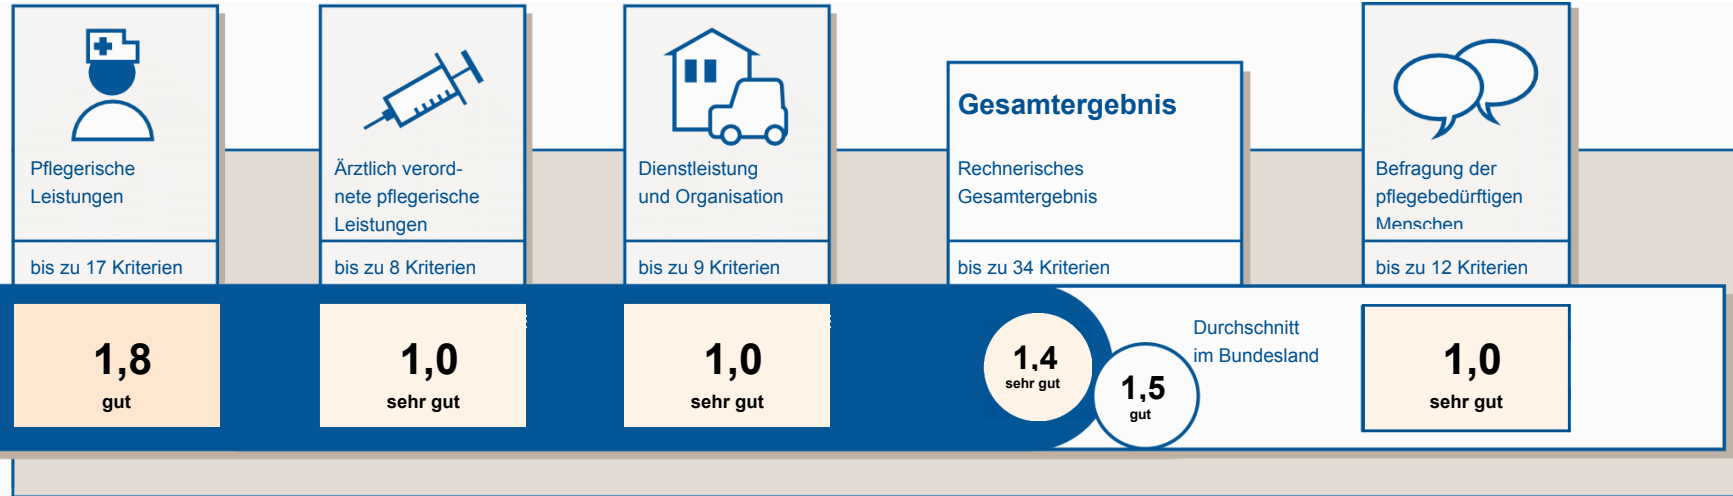 Pflegerische
Leistungen
bis zu 17 Kriterien
1,8
gut
Ärztlich verord-
nete pflegerische
Leistungen
bis zu 8 Kriterien
1,0
sehr gut
Dienstleistung
und Organisation
bis zu 9 Kriterien
1,0
sehr gut
Gesamtergebnis
Rechnerisches
Gesamtergebnis
bis zu 34 Kriterien
1,4
sehr gut
1,5
gut
Durchschnitt
im Bundesland
Befragung der
pflegebedürftigen
Menschen
bis zu 12 Kriterien
1,0
sehr gut